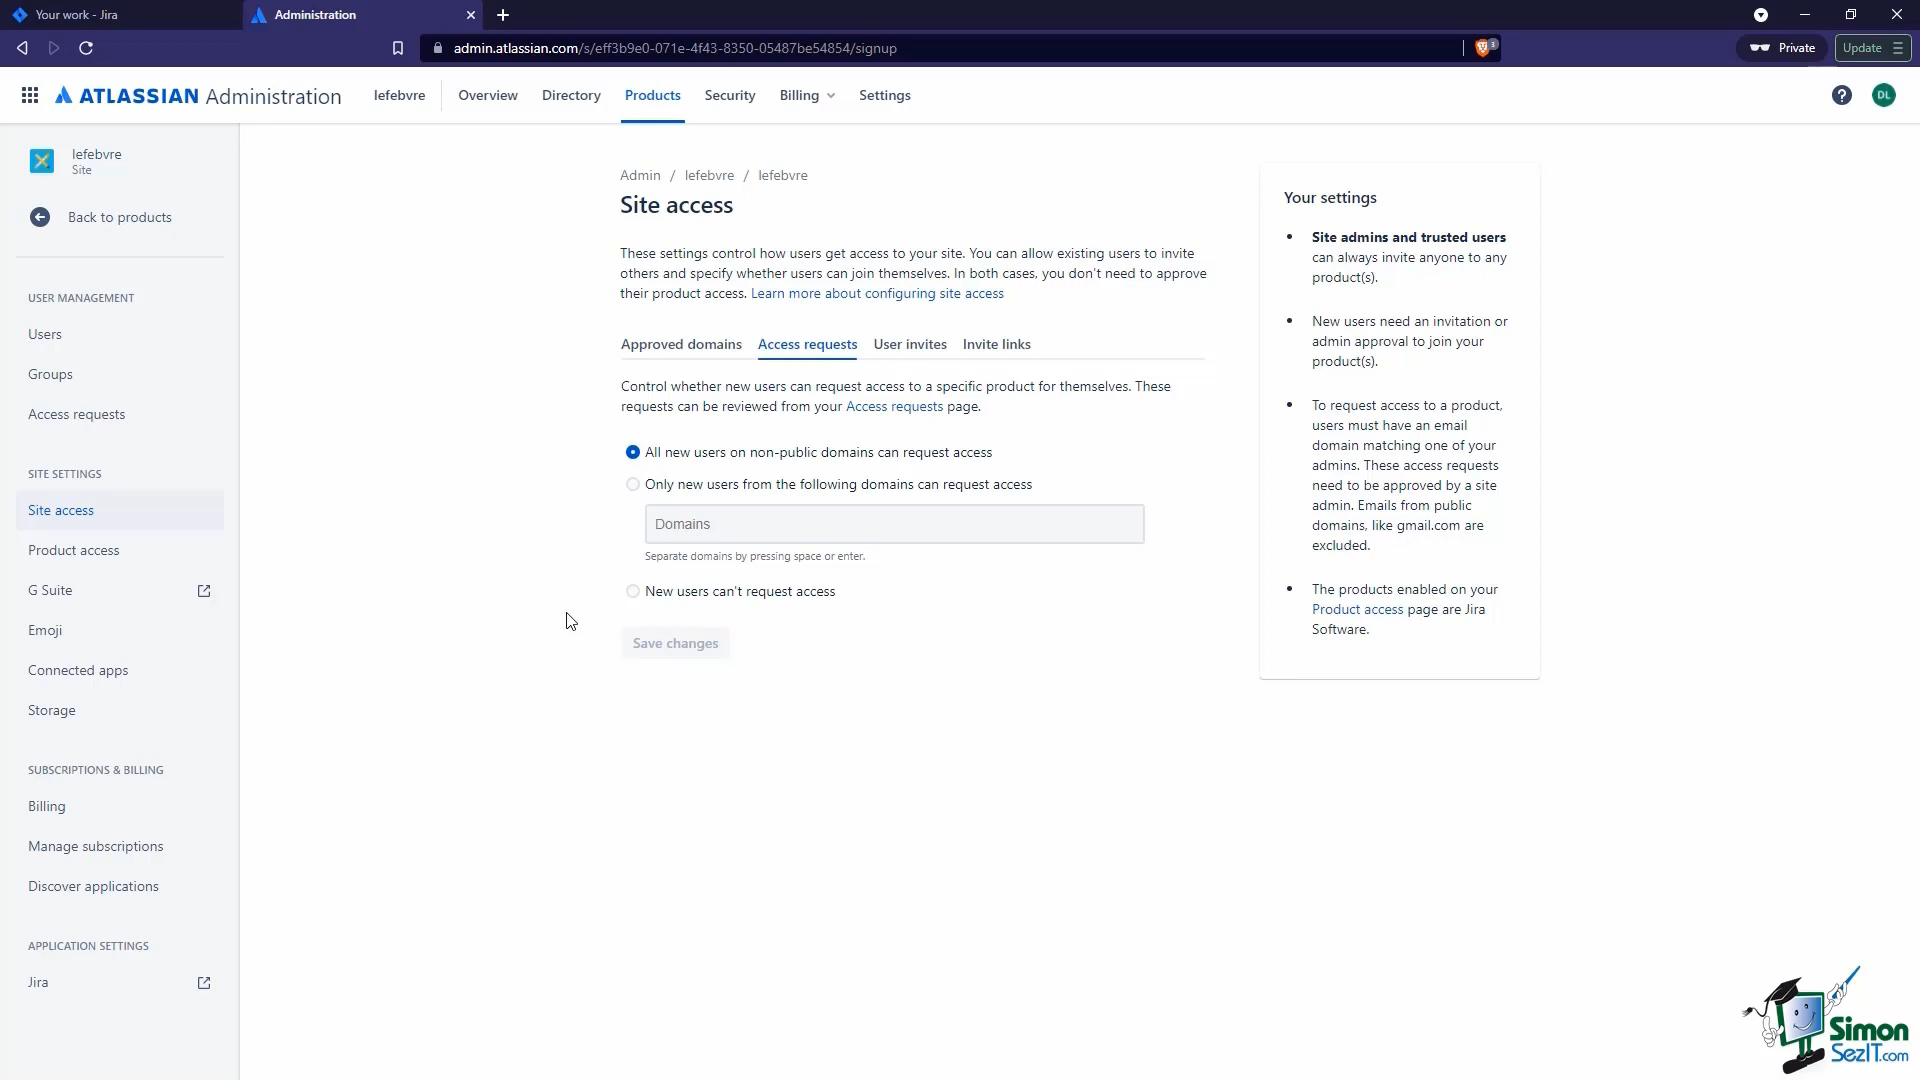 Your work - Jira
Administration
admin.atlassian.com/s/eff3b9e0-071e-4f43-8350-05487be54854/signup
3
Private
Update
ATLASSIAN Administration
lefebvre
Overview
Directory
Products
Security
Billing
Settings
DL
lefebvre
Site
Back to products
USER MANAGEMENT
Users
Groups
Access requests
SITE SETTINGS
Site access
Product access
G Suite
Emoji
Connected apps
Storage
SUBSCRIPTIONS & BILLING
Billing
Manage subscriptions
Discover applications
APPLICATION SETTINGS
Jira
Admin / lefebvre / lefebvre
Site access
These settings control how users get access to your site. You can allow existing users to invite
others and specify whether users can join themselves. In both cases, you don't need to approve
their product access. Learn more about configuring site access
Approved domains
Access requests
User invites
Invite links
Control whether new users can request access to a specific product for themselves. These
requests can be reviewed from your Access requests page.
All new users on non-public domains can request access
Only new users from the following domains can request access
Domains
Separate domains by pressing space or enter.
New users can't request access
Save changes
Your settings
Site admins and trusted users
can always invite anyone to any
product(s).
New users need an invitation or
admin approval to join your
product(s).
To request access to a product,
users must have an email
domain matching one of your
admins. These access requests
need to be approved by a site
admin. Emails from public
domains, like gmail.com are
excluded.
The products enabled on your
Product access page are Jira
Software.
Simon
SezIT.com